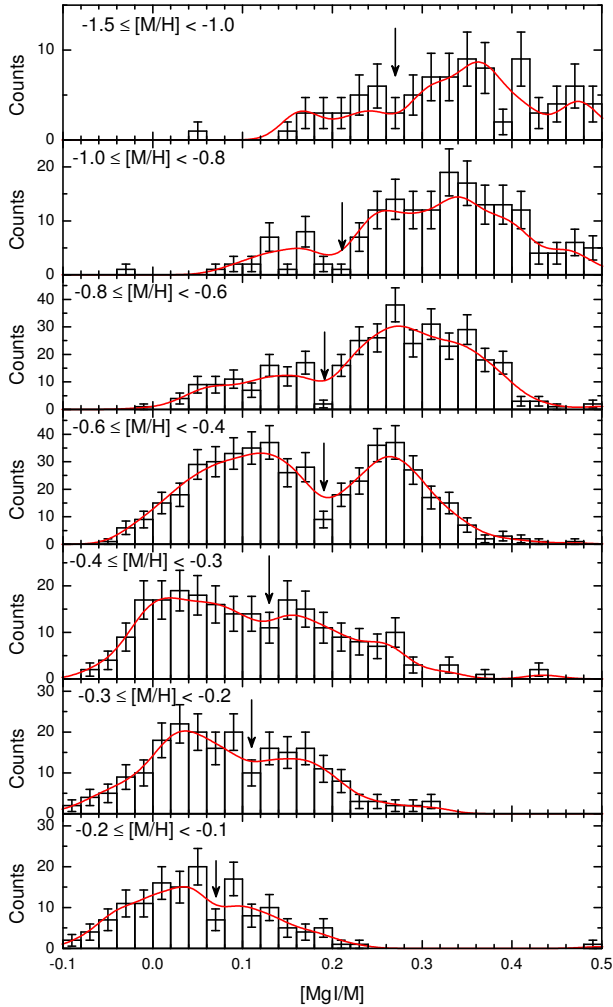 -1.5 ≤ [M/H] < -1.0
10
0
Counts
-1.0 ≤ [M/H] < -0.8
20
10
0
Counts
-0.8 ≤ [M/H] < -0.6
40
30
20
10
0
Counts
-0.6 ≤ [M/H] < -0.4
40
30
20
10
0
Counts
-0.4 ≤ [M/H] < -0.3
20
10
0
Counts
-0.3 ≤ [M/H] < -0.2
30
20
10
0
Counts
-0.2 ≤ [M/H] < -0.1
30
20
10
0
Counts
-0.1 0.0 0.1 0.2 0.3 0.4 0.5
[MgI/M]